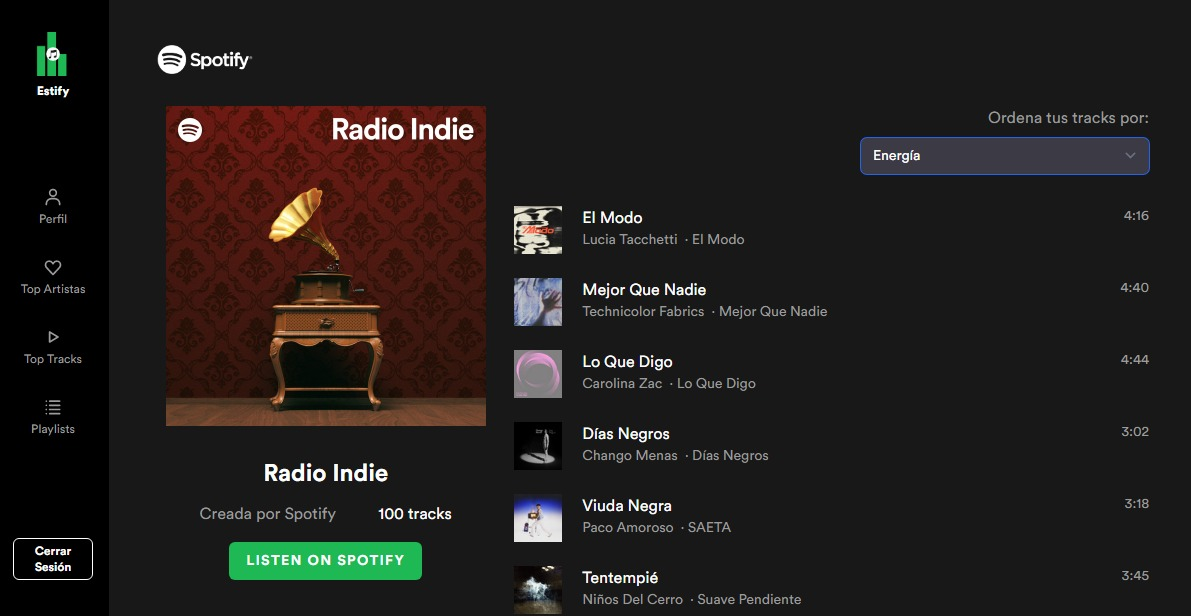 Estify
Perfil
Top Artistas
Top Tracks
Playlists
Cerrar
Sesión
Spotify
Radio Indie
Radio Indie
Creada por Spotify 100 tracks
LISTEN ON SPOTIFY
Ordena tus tracks por:
Energía
El Modo 4:16
Lucia Tacchetti · El Modo
Mejor Que Nadie 4:40
Technicolor Fabrics · Mejor Que Nadie
Lo Que Digo 4:44
Carolina Zac · Lo Que Digo
Días Negros 3:02
Chango Menas · Días Negros
Viuda Negra 3:18
Paco Amoroso · SAETA
Tentempié 3:45
Niños Del Cerro · Suave Pendiente